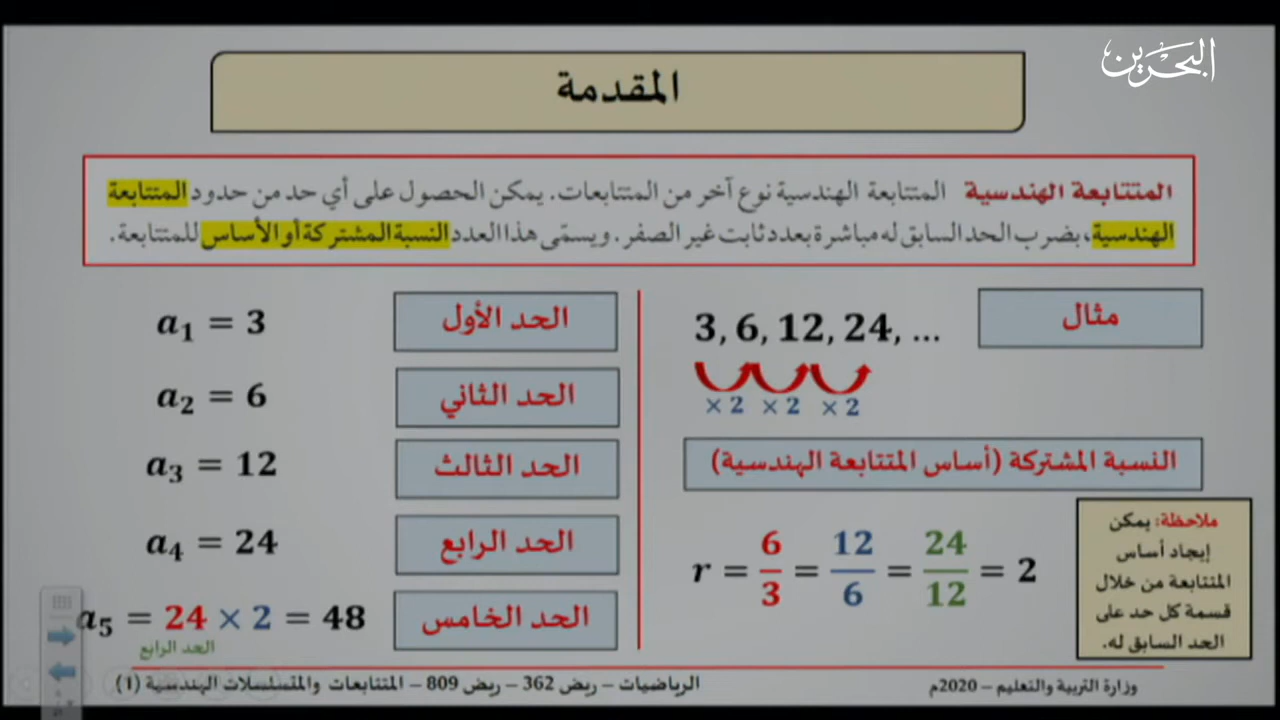 البحرين
المقدمة
المتتابعة الهندسية المتتابعة الهندسية نوع آخر من المتتابعات. يمكن الحصول على أي حد من حدود المتتابعة
الهندسية، بضرب الحد السابق له مباشرة بعدد ثابت غير الصفر. ويسمّى هذا العدد النسبة المشتركة أو الأساس للمتتابعة.
مثال
3, 6, 12, 24, ...
× 2 × 2 × 2
النسبة المشتركة (أساس المتتابعة الهندسية)
r = 6/3 = 12/6 = 24/12 = 2
ملاحظة: يمكن
إيجاد أساس
المتتابعة من خلال
قسمة كل حد على
الحد السابق له.
الحد الأول
a₁ = 3
الحد الثاني
a₂ = 6
الحد الثالث
a₃ = 12
الحد الرابع
a₄ = 24
الحد الخامس
a₅ = 24 × 2 = 48
الحد الرابع
وزارة التربية والتعليم – 2020م
الرياضيات – ريض 362 – ريض 809 – المتتابعات والمتسلسلات الهندسية (1)